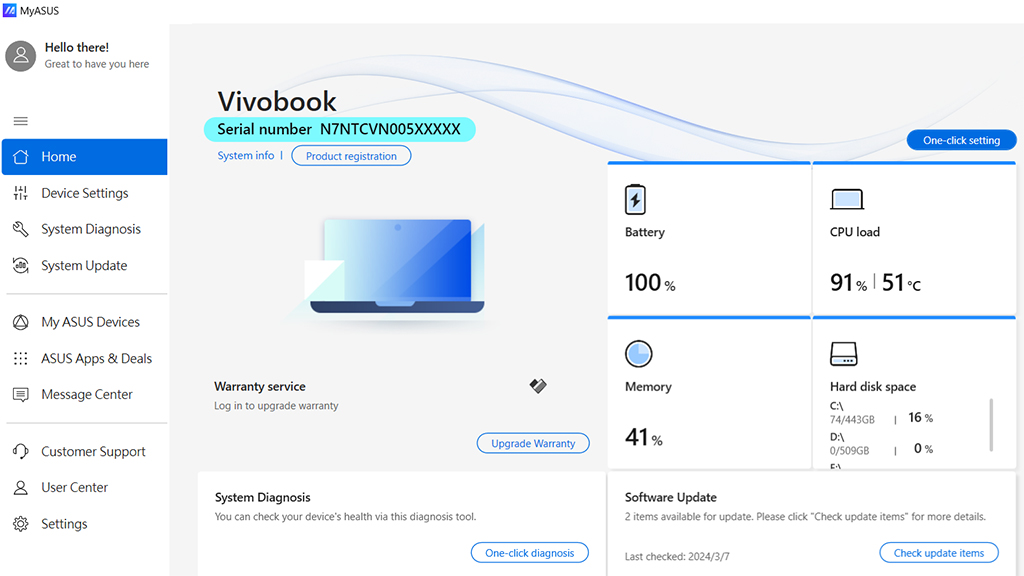 MyASUS
Hello there!
Great to have you here
Home
Device Settings
System Diagnosis
System Update
My ASUS Devices
ASUS Apps & Deals
Message Center
Customer Support
User Center
Settings
Vivobook
Serial number N7NTCVN005XXXXX
System info | Product registration
One-click setting
Battery
100 %
CPU load
91 % | 51 °C
Memory
41 %
Hard disk space
C:\
74/443GB | 16 %
D:\
0/509GB | 0 %
E:\
Warranty service
Log in to upgrade warranty
Upgrade Warranty
System Diagnosis
You can check your device's health via this diagnosis tool.
One-click diagnosis
Software Update
2 items available for update. Please click "Check update items" for more details.
Last checked: 2024/3/7
Check update items